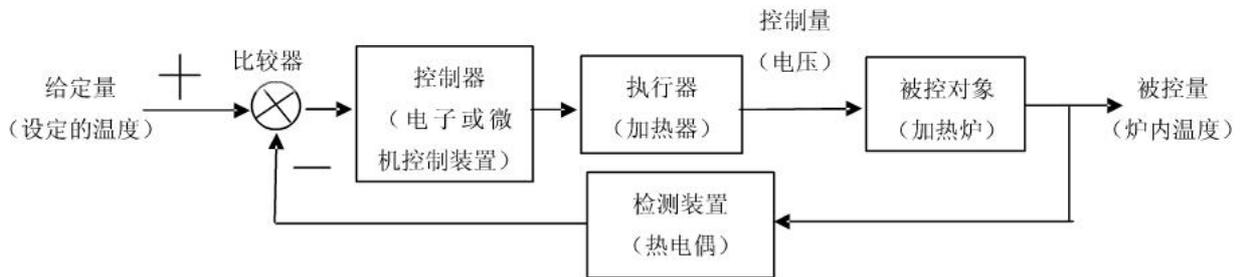 给定量
（设定的温度）
+
比较器
—
控制器
（电子或微
机控制装置）
执行器
（加热器）
控制量
（电压）
被控对象
（加热炉）
被控量
（炉内温度）
检测装置
（热电偶）